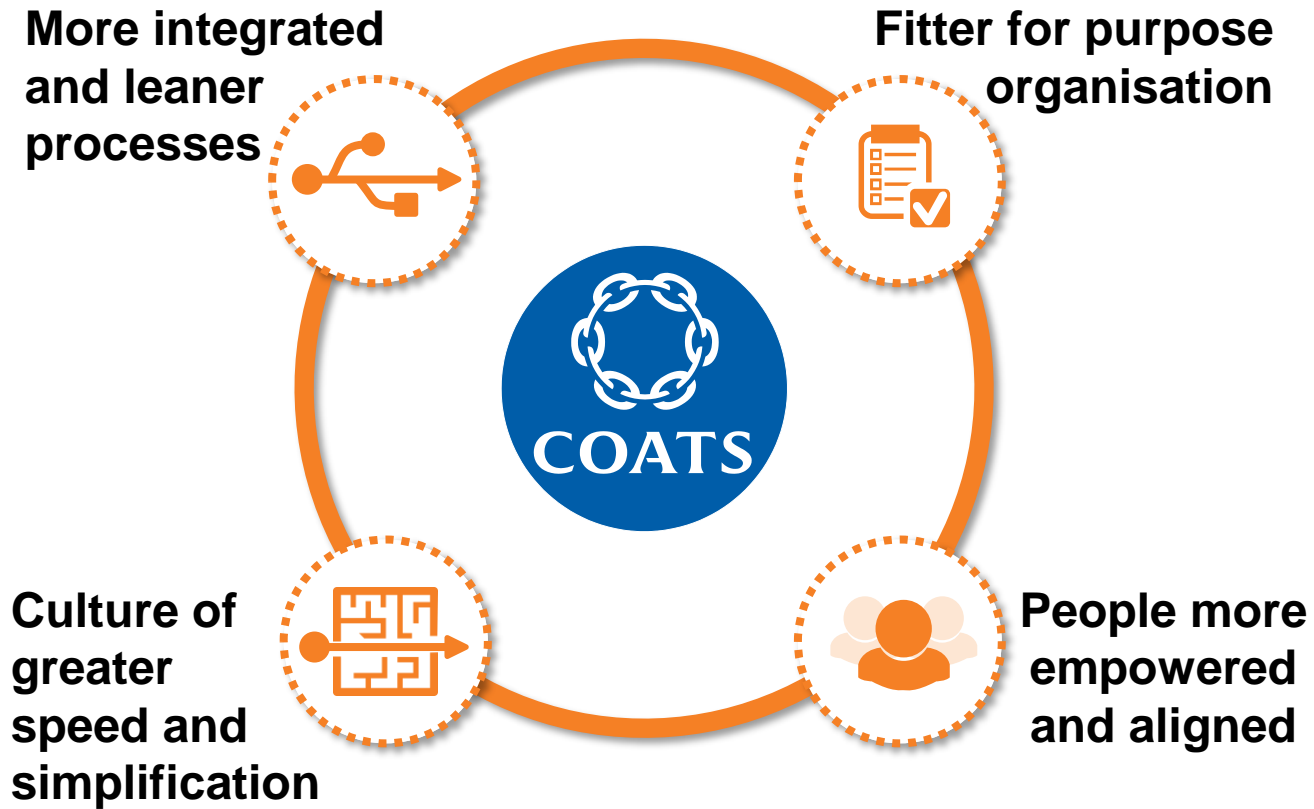 More integrated
and leaner
processes
Fitter for purpose
organisation
COATS
Culture of
greater
speed and
simplification
People more
empowered
and aligned